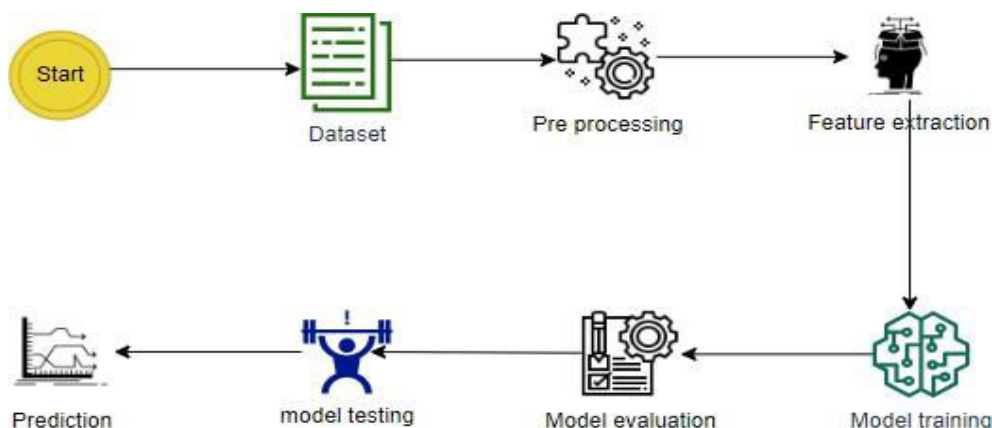 Start
Dataset
Pre processing
Feature extraction
Prediction
model testing
Model evaluation
Model training